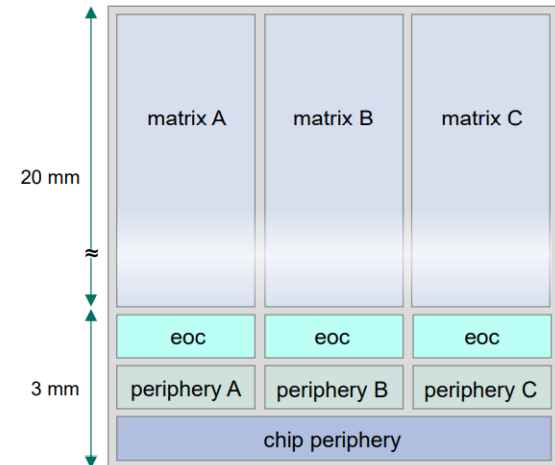 matrix A
matrix B
matrix C
20 mm
≈
eoc
eoc
eoc
3 mm
periphery A
periphery B
periphery C
chip periphery